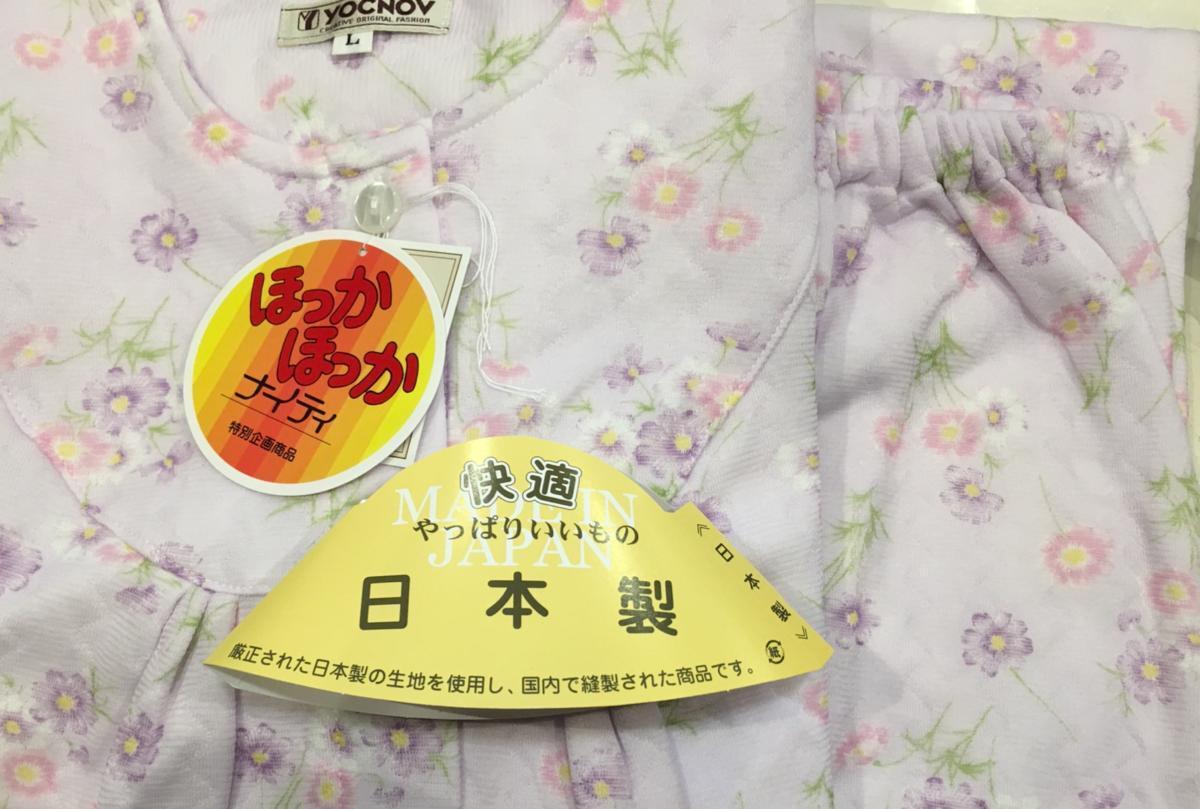 YOCNOV
CREATIVE ORIGINAL FASHION
L
ほっか
ほっか
ナイティ
特別企画商品
快適
MADE IN
やっぱりいいもの
JAPAN
日本製
『日本製』
紙
厳正された日本製の生地を使用し、国内で縫製された商品です。